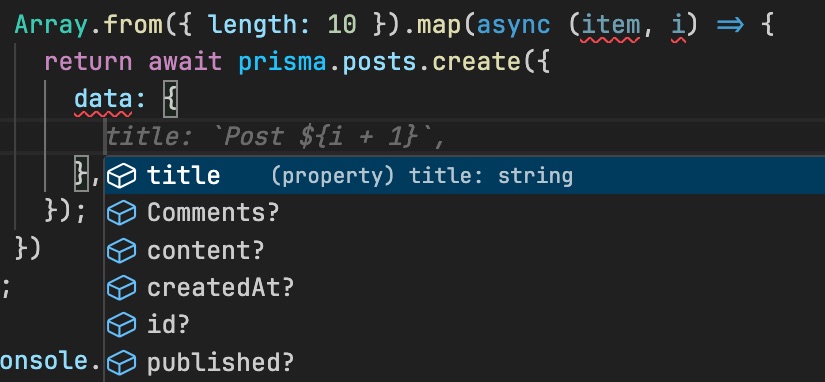 Array.from({ length: 10 }).map(async (item, i) => {
return await prisma.posts.create({
data: {
title: `Post ${i + 1}`,
}, title (property) title: string
Comments?
}); content?
})
createdAt?
;
id?
onsole. published?